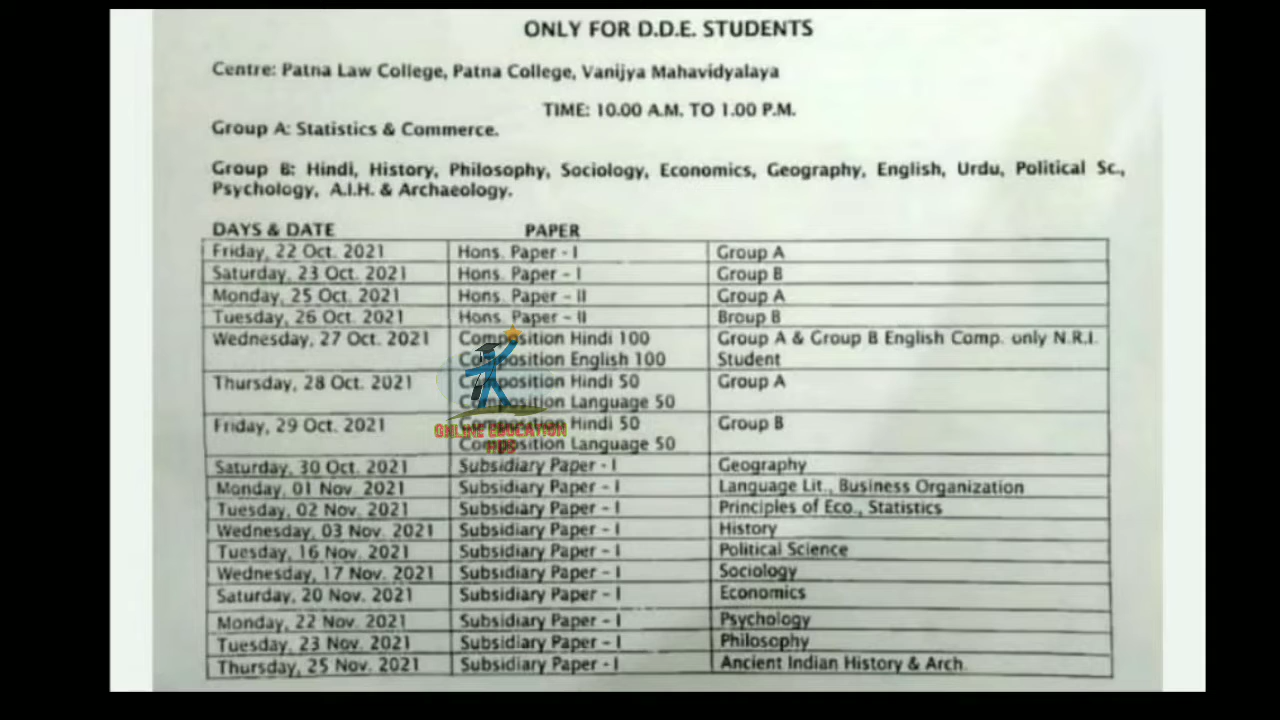 ONLY FOR D.D.E. STUDENTS
Centre: Patna Law College, Patna College, Vanijya Mahavidyalaya
TIME: 10.00 A.M. TO 1.00 P.M.
Group A: Statistics & Commerce.
Group B: Hindi, History, Philosophy, Sociology, Economics, Geography, English, Urdu, Political Sc.,
Psychology, A.I.H. & Archaeology.
DAYS & DATE PAPER
Friday, 22 Oct. 2021 Hons. Paper - I Group A
Saturday, 23 Oct. 2021 Hons. Paper - I Group B
Monday, 25 Oct. 2021 Hons. Paper - II Group A
Tuesday, 26 Oct. 2021 Hons. Paper - II Broup B
Wednesday, 27 Oct. 2021 Composition Hindi 100 Group A & Group B English Comp. only N.R.I.
Composition English 100 Student
Thursday, 28 Oct. 2021 Composition Hindi 50 Group A
Composition Language 50
Friday, 29 Oct. 2021 Composition Hindi 50 Group B
ONLINE EDUCATION
Composition Language 50
HUB
Saturday, 30 Oct. 2021 Subsidiary Paper - I Geography
Monday, 01 Nov. 2021 Subsidiary Paper - I Language Lit., Business Organization
Tuesday, 02 Nov. 2021 Subsidiary Paper - I Principles of Eco., Statistics
Wednesday, 03 Nov. 2021 Subsidiary Paper - I History
Tuesday, 16 Nov. 2021 Subsidiary Paper - I Political Science
Wednesday, 17 Nov. 2021 Subsidiary Paper - I Sociology
Saturday, 20 Nov. 2021 Subsidiary Paper - I Economics
Monday, 22 Nov. 2021 Subsidiary Paper - I Psychology
Tuesday, 23 Nov. 2021 Subsidiary Paper - I Philosophy
Thursday, 25 Nov. 2021 Subsidiary Paper - I Ancient Indian History & Arch